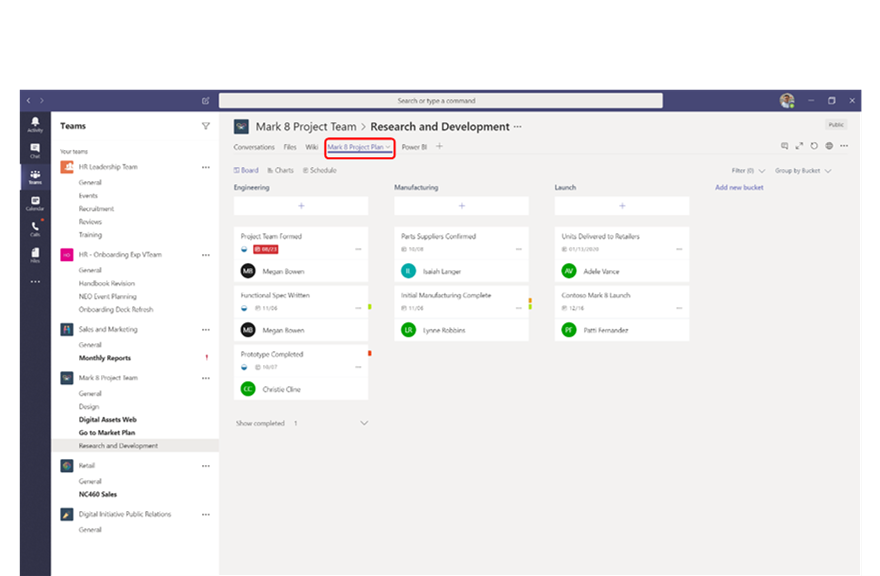 Search or type a command
Activity
Chat
Teams
Calendar
Calls
Files
Teams
Your teams
HR Leadership Team
General
Events
Recruitment
Reviews
Training
HR - Onboarding Exp VTeam
General
Handbook Revision
NEO Event Planning
Onboarding Deck Refresh
Sales and Marketing
General
Monthly Reports
Mark 8 Project Team
General
Design
Digital Assets Web
Go to Market Plan
Research and Development
Retail
General
NC460 Sales
Digital Initiative Public Relations
General
Mark 8 Project Team > Research and Development ...
Public
Conversations Files Wiki Mark 8 Project Plan Power BI +
Board Charts Schedule
Filter (0) Group by Bucket
Engineering Manufacturing Launch Add new bucket
+ + +
Project Team Formed
08/23
MB Megan Bowen
Functional Spec Written
11/06
MB Megan Bowen
Prototype Completed
10/07
CC Christie Cline
Show completed 1
Parts Suppliers Confirmed
10/08
Isaiah Langer
Initial Manufacturing Complete
11/06
LR Lynne Robbins
Units Delivered to Retailers
01/13/2020
AV Adele Vance
Contoso Mark 8 Launch
12/16
PF Patti Fernandez